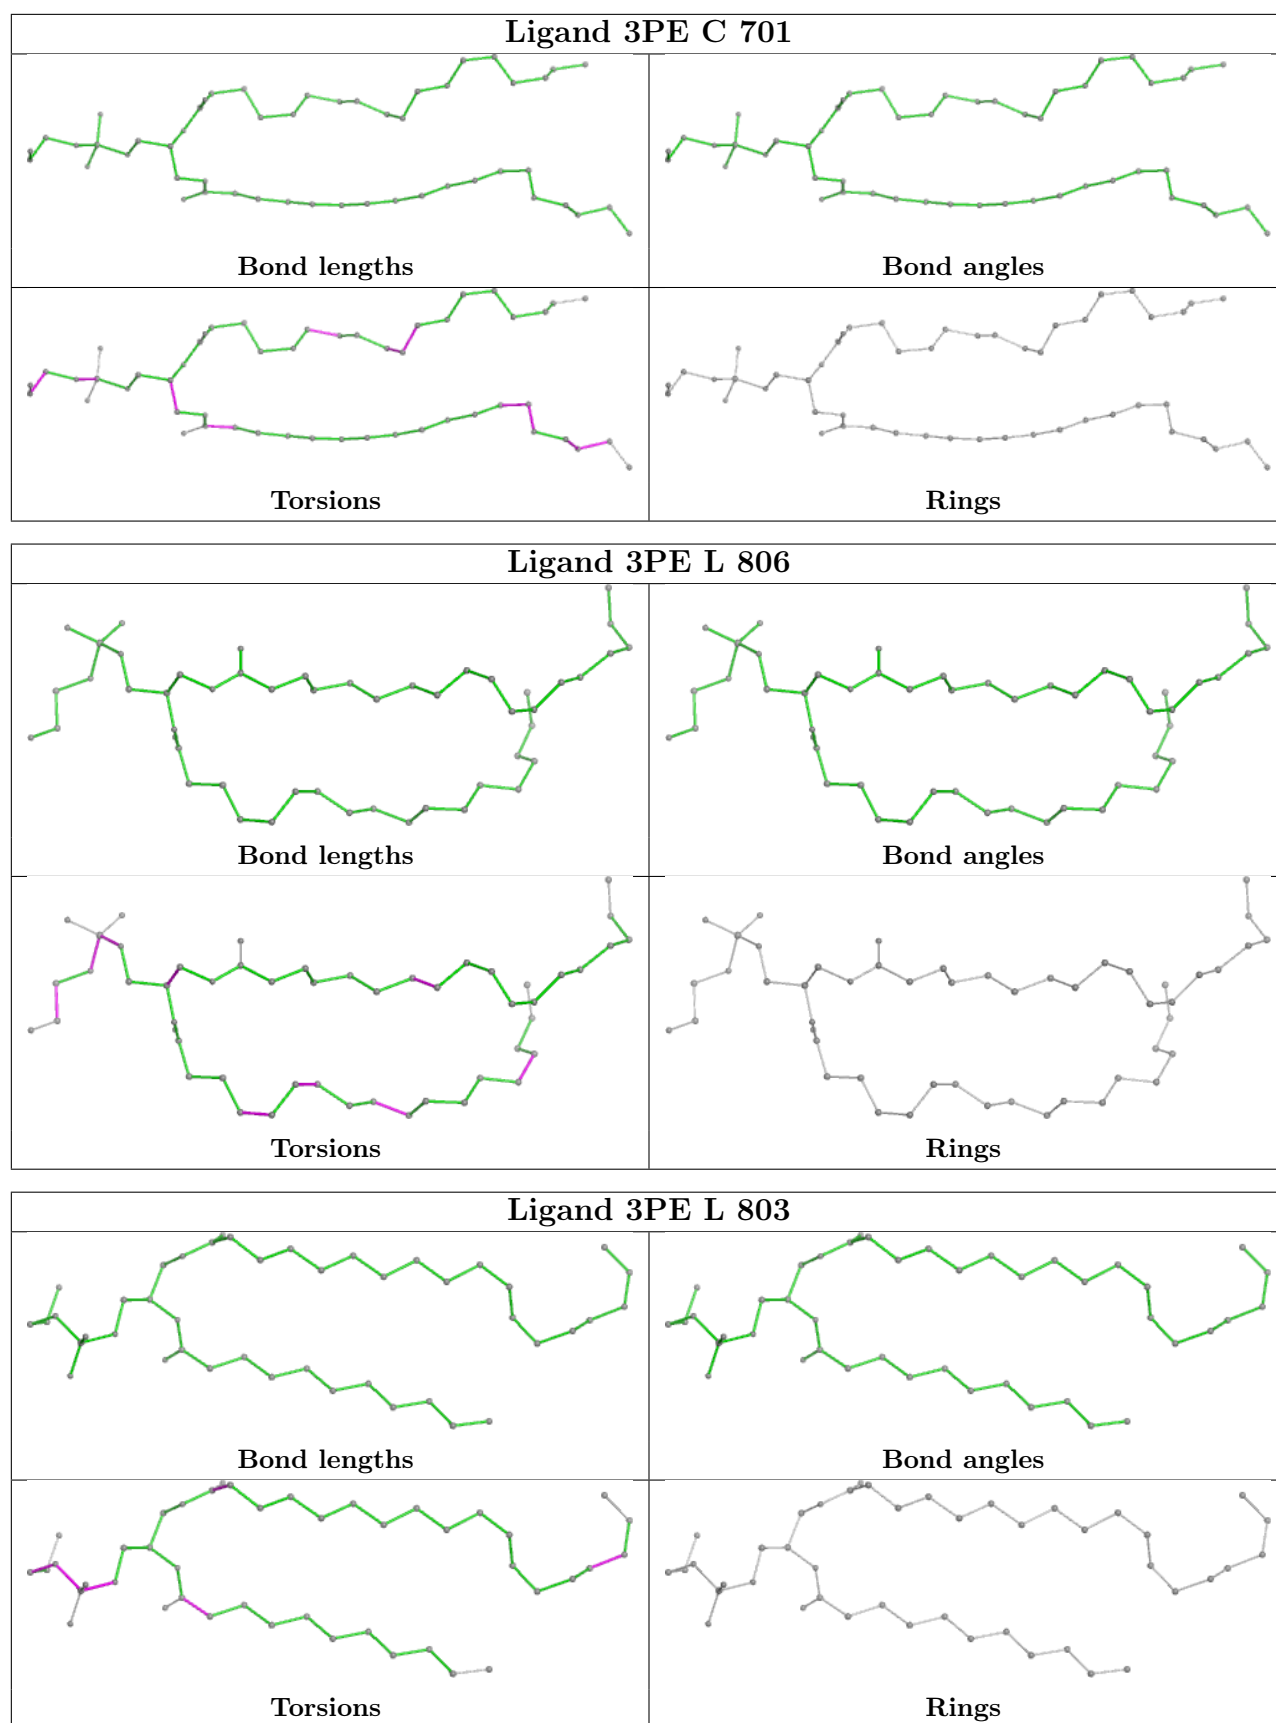 Ligand 3PE C 701
Bond lengths
Bond angles
Torsions
Rings
Ligand 3PE L 806
Bond lengths
Bond angles
Torsions
Rings
Ligand 3PE L 803
Bond lengths
Bond angles
Torsions
Rings